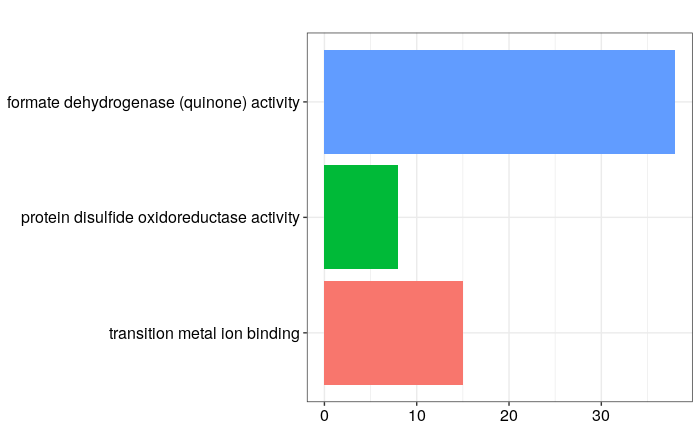 formate dehydrogenase (quinone) activity
protein disulfide oxidoreductase activity
transition metal ion binding
0 10 20 30